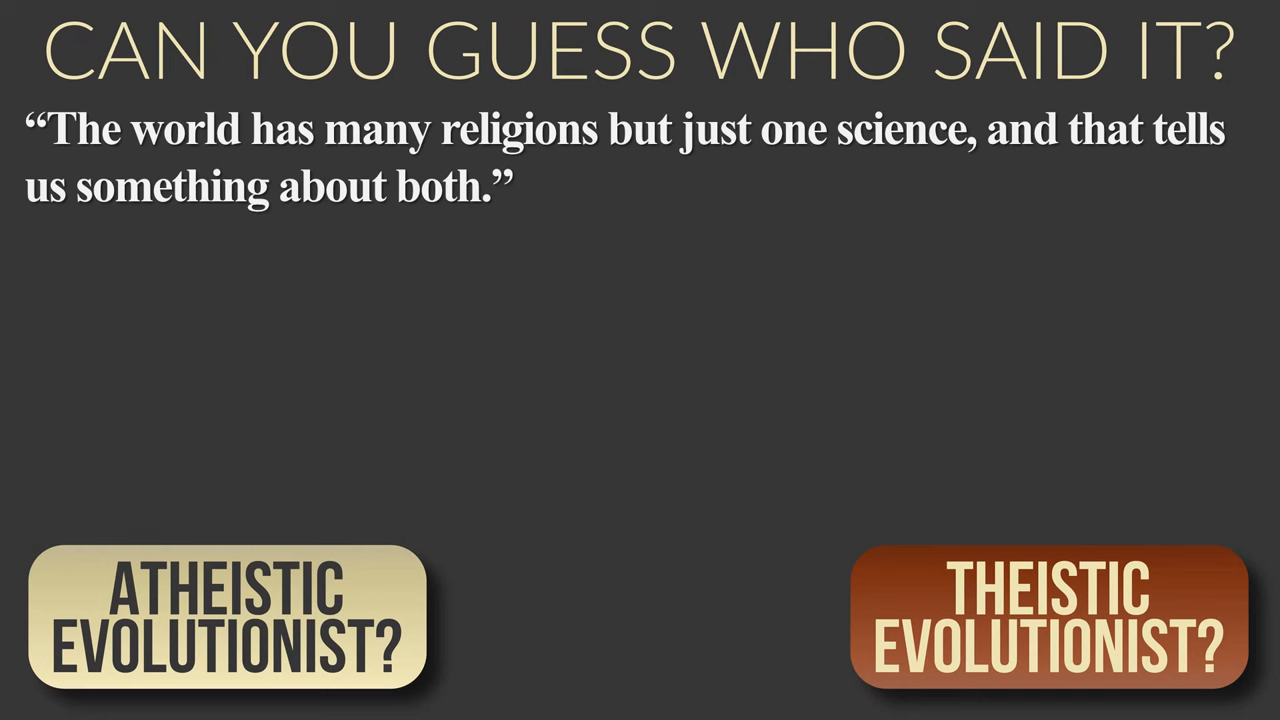 CAN YOU GUESS WHO SAID IT?
“The world has many religions but just one science, and that tells
us something about both.”
ATHEISTIC
EVOLUTIONIST?
THEISTIC
EVOLUTIONIST?